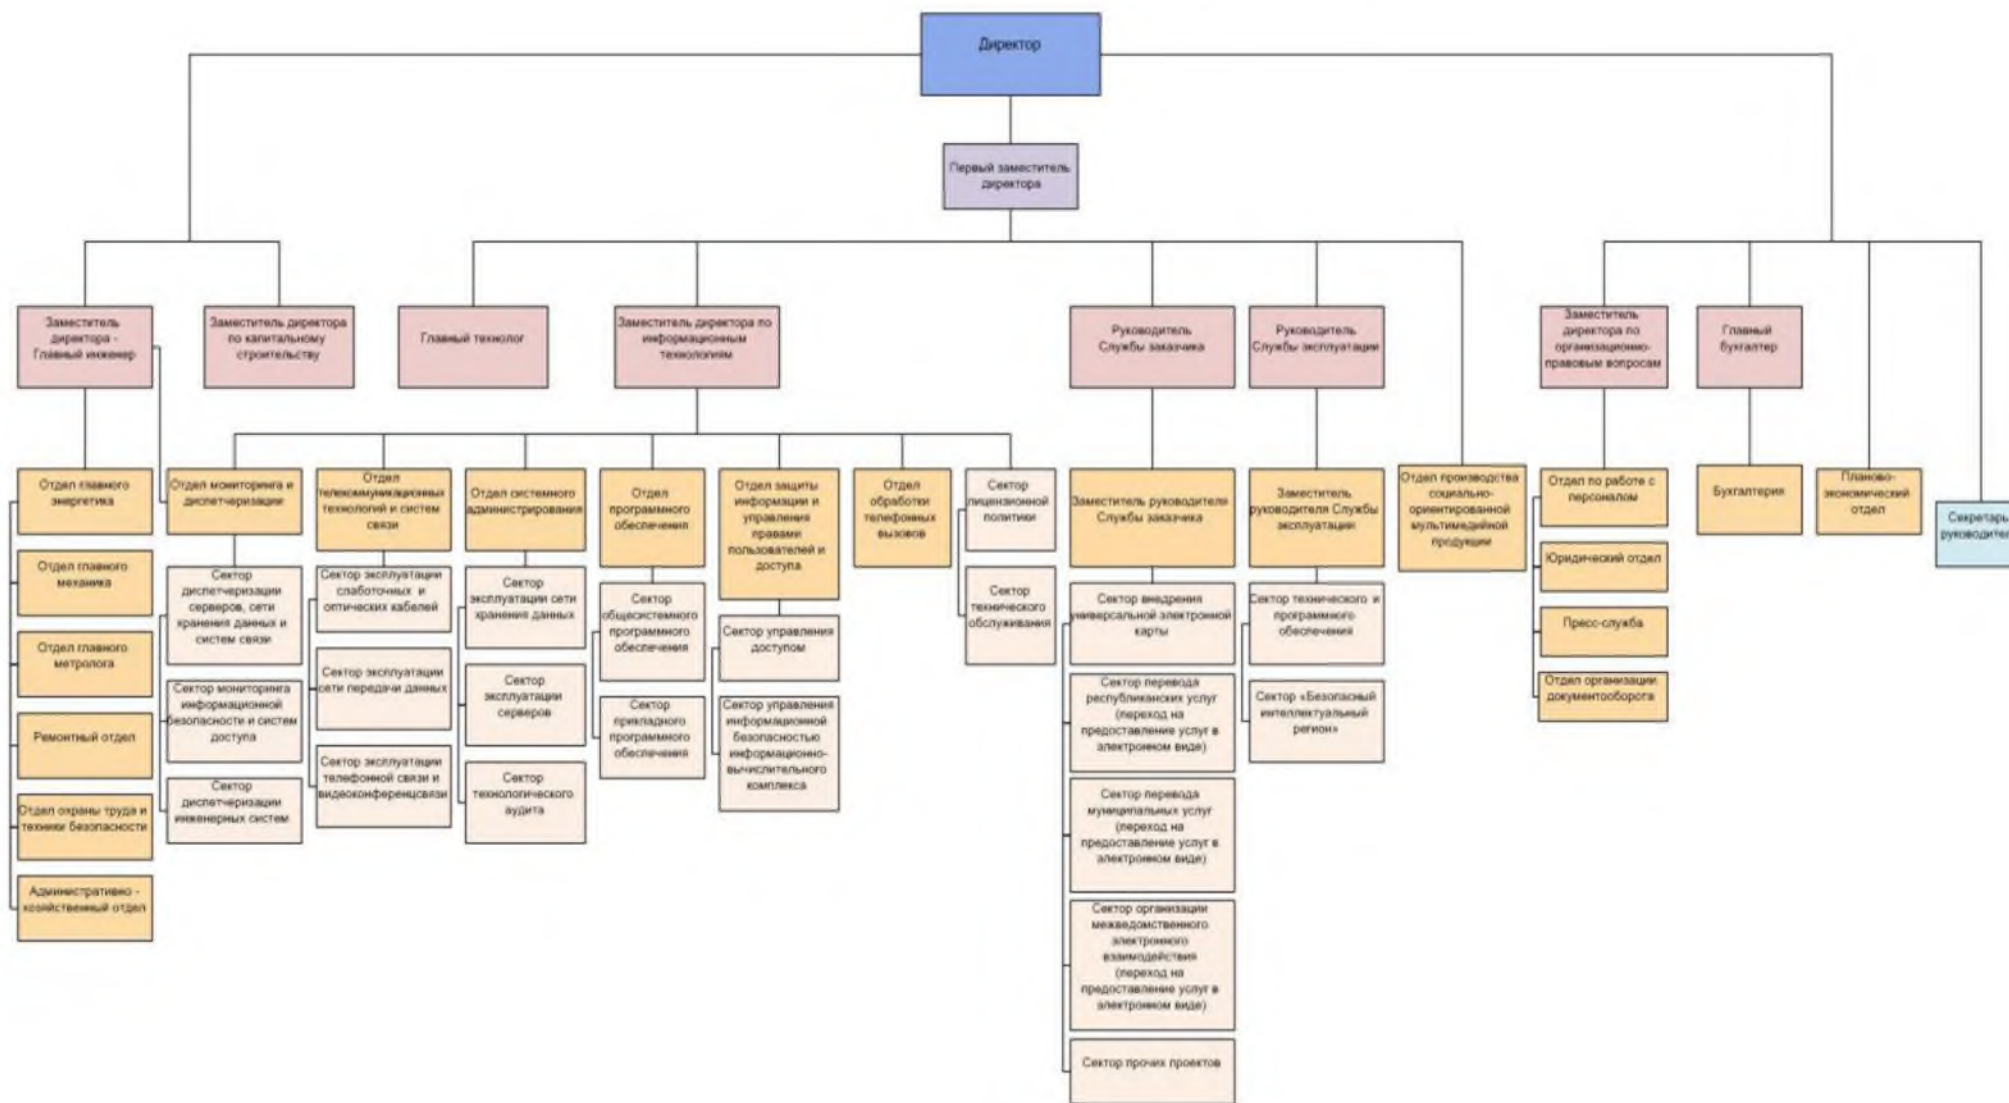 Директор
Первый заместитель
директора
Заместитель
директора -
Главный инженер
Заместитель директора
по капитальному
строительству
Главный технолог
Заместитель директора по
информационным
технологиям
Руководитель
Службы заказчика
Руководитель
Службы эксплуатации
Заместитель
директора по
организационно-
правовым вопросам
Главный
бухгалтер
Отдел главного
энергетика
Отдел мониторинга и
диспетчеризации
Отдел
телекоммуникационных
технологий и систем
связи
Отдел системного
администрирования
Отдел
программного
обеспечения
Отдел защиты
информации и
управления
правами
пользователей и
доступа
Отдел
обработки
телефонных
вызовов
Сектор
лицензионной
политики
Заместитель руководителя
Службы заказчика
Заместитель
руководителя Службы
эксплуатации
Отдел производства
социально-
ориентированной
мультимедийной
продукции
Отдел по работе с
персоналом
Бухгалтерия
Планово-
экономический
отдел
Секретарь
руководител
Отдел главного
механика
Отдел главного
метролога
Ремонтный отдел
Отдел охраны труда и
техники безопасности
Административно -
хозяйственный отдел
Сектор
диспетчеризации
серверов, сети
хранения данных и
систем связи
Сектор мониторинга
информационной
безопасности и систем
доступа
Сектор
диспетчеризации
инженерных систем
Сектор эксплуатации
слаботочных и
оптических кабелей
Сектор эксплуатации
сети передачи данных
Сектор эксплуатации
телефонной связи и
видеоконференцсвязи
Сектор
эксплуатации сети
хранения данных
Сектор
эксплуатации
серверов
Сектор
технологического
аудита
Сектор
общесистемного
программного
обеспечения
Сектор
прикладного
программного
обеспечения
Сектор управления
доступом
Сектор управления
информационной
безопасностью
информационно-
вычислительного
комплекса
Сектор
технического
обслуживания
Сектор внедрения
универсальной электронной
карты
Сектор перевода
республиканских услуг
(переход на
предоставление услуг в
электронном виде)
Сектор перевода
муниципальных услуг
(переход на
предоставление услуг в
электронном виде)
Сектор организации
межведомственного
электронного
взаимодействия
(переход на
предоставление услуг в
электронном виде)
Сектор прочих проектов
Сектор технического и
программного
обеспечения
Сектор «Безопасный
интеллектуальный
регион»
Юридический отдел
Пресс-служба
Отдел организации
документооборота